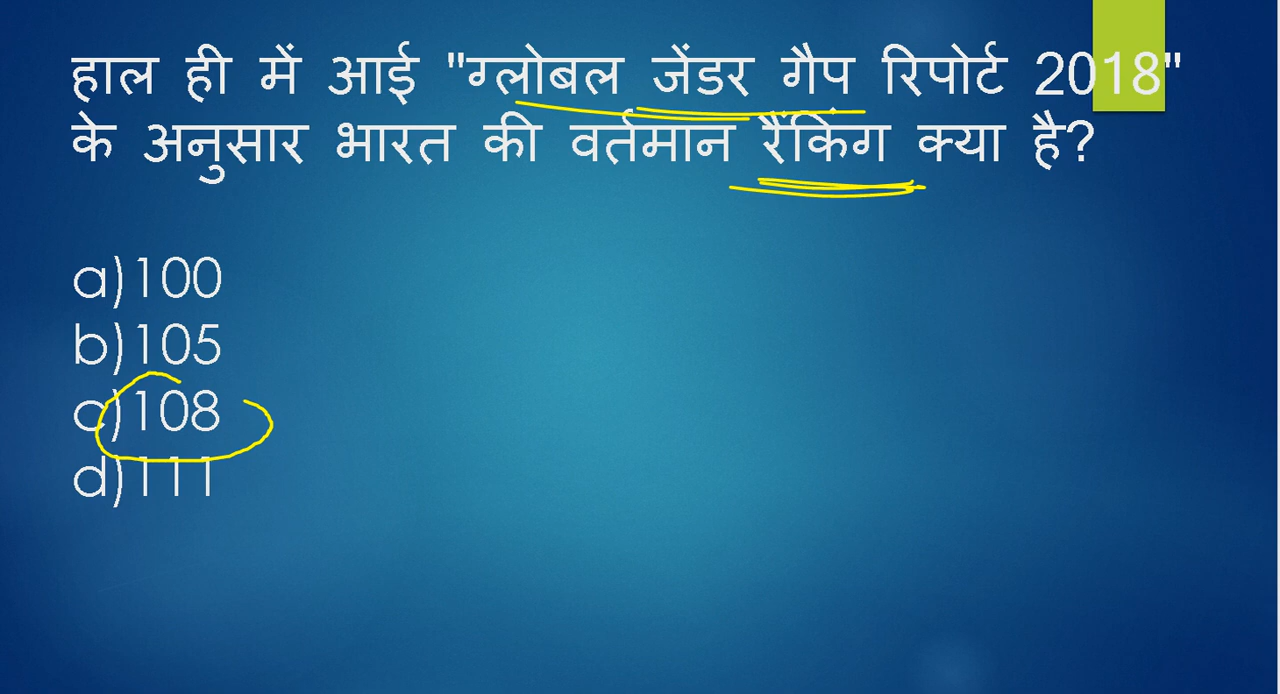 हाल ही में आई "ग्लोबल जेंडर गैप रिपोर्ट 2018"
के अनुसार भारत की वर्तमान रैंकिंग क्या है?
a)100
b)105
c)108
d)111